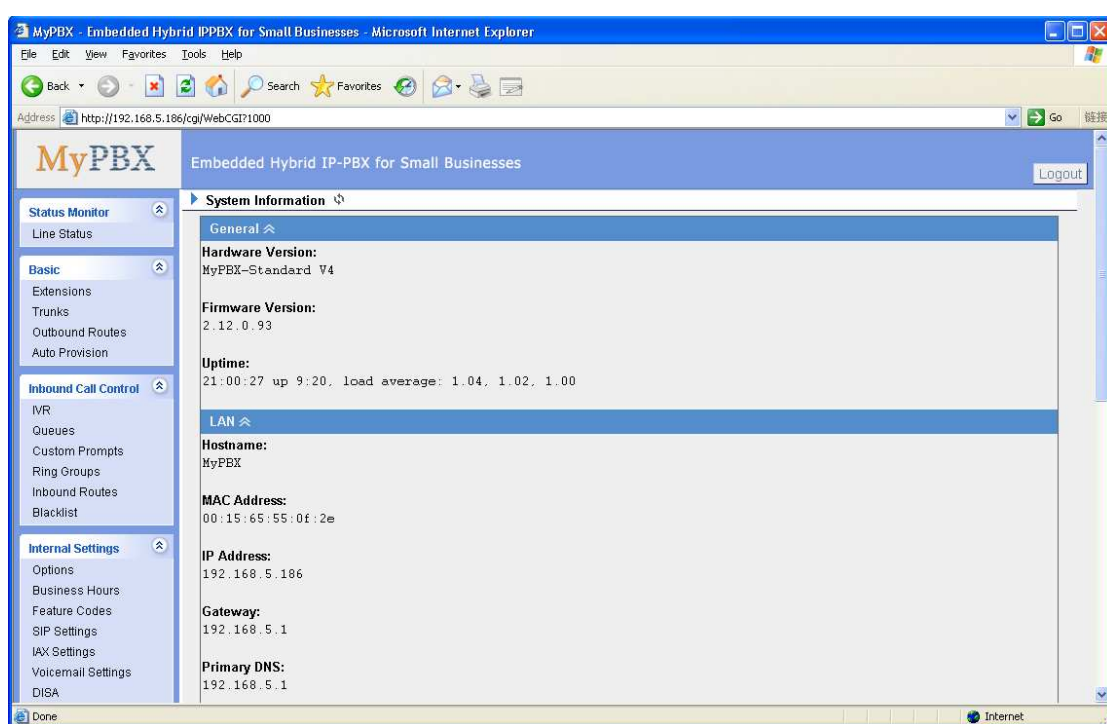 MyPBX - Embedded Hybrid IPPBX for Small Businesses - Microsoft Internet Explorer
File Edit View Favorites Tools Help
Back Search Favorites
Address http://192.168.5.186/cgi/WebCGI?1000 Go 链接
MyPBX
Embedded Hybrid IP-PBX for Small Businesses
Logout
Status Monitor
Line Status
Basic
Extensions
Trunks
Outbound Routes
Auto Provision
Inbound Call Control
IVR
Queues
Custom Prompts
Ring Groups
Inbound Routes
Blacklist
Internal Settings
Options
Business Hours
Feature Codes
SIP Settings
IAX Settings
Voicemail Settings
DISA
System Information
General
Hardware Version:
MyPBX-Standard V4
Firmware Version:
2.12.0.93
Uptime:
21:00:27 up 9:20, load average: 1.04, 1.02, 1.00
LAN
Hostname:
MyPBX
MAC Address:
00:15:65:55:0f:2e
IP Address:
192.168.5.186
Gateway:
192.168.5.1
Primary DNS:
192.168.5.1
Done Internet